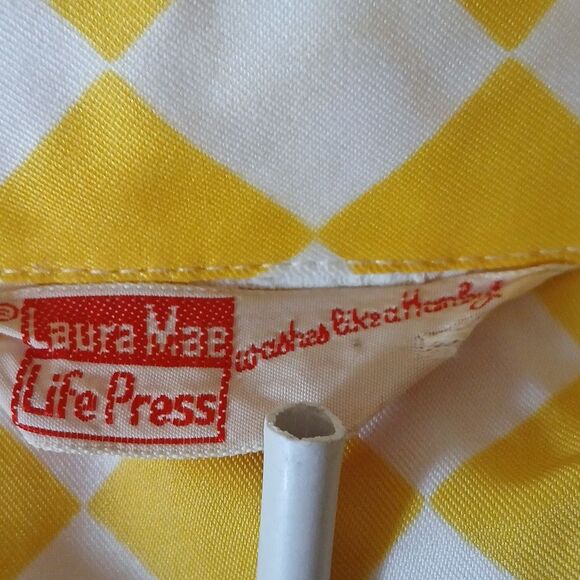 ®
Laura Mae
Life Press
washes like a Hanky